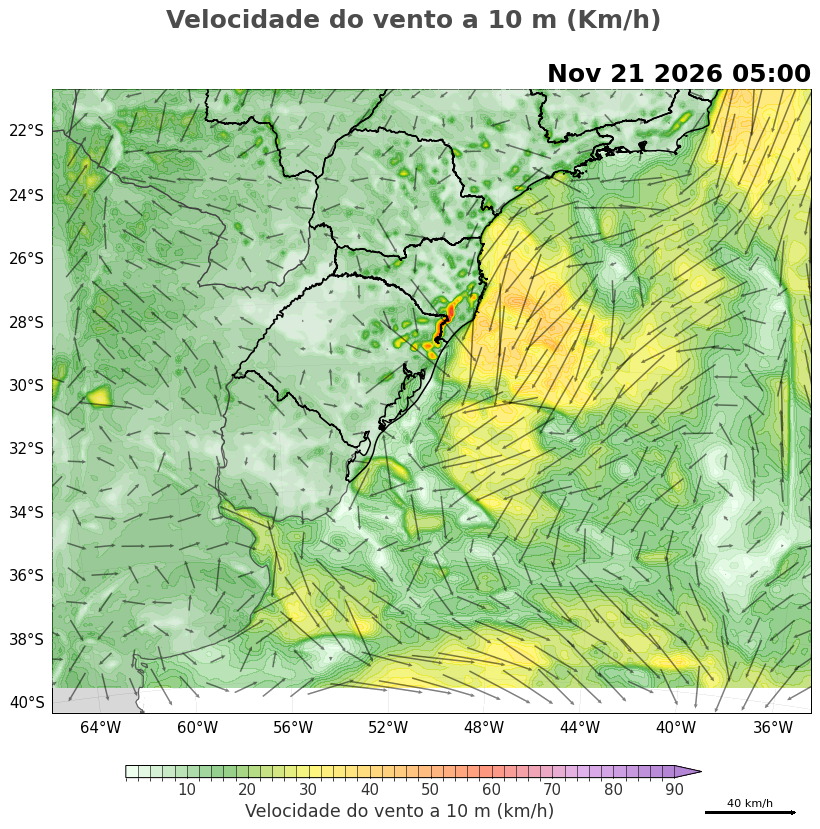 Velocidade do vento a 10 m (Km/h)
Nov 21 2026 05:00
22°S
24°S
26°S
28°S
30°S
32°S
34°S
36°S
38°S
40°S
64°W 60°W 56°W 52°W 48°W 44°W 40°W 36°W
10 20 30 40 50 60 70 80 90
Velocidade do vento a 10 m (km/h)
40 km/h